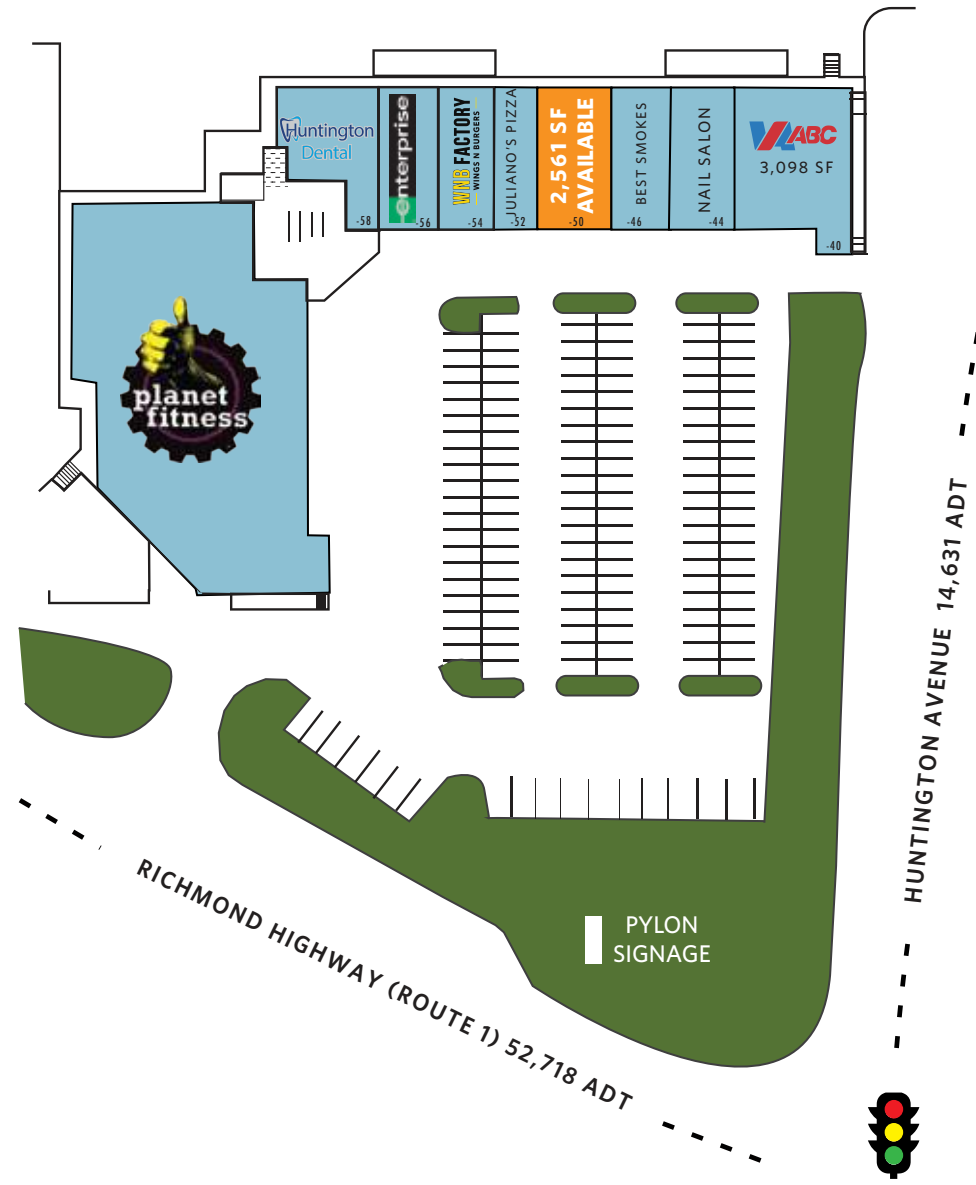 Huntington
Dental
-58
enterprise
-56
WNB FACTORY
WINGS N BURGERS
-54
JULIANO'S PIZZA
-52
2,561 SF
AVAILABLE
-50
BEST SMOKES
-46
NAIL SALON
-44
VA ABC
3,098 SF
-40
planet
fitness
HUNTINGTON AVENUE 14,631 ADT
PYLON
SIGNAGE
RICHMOND HIGHWAY (ROUTE 1) 52,718 ADT